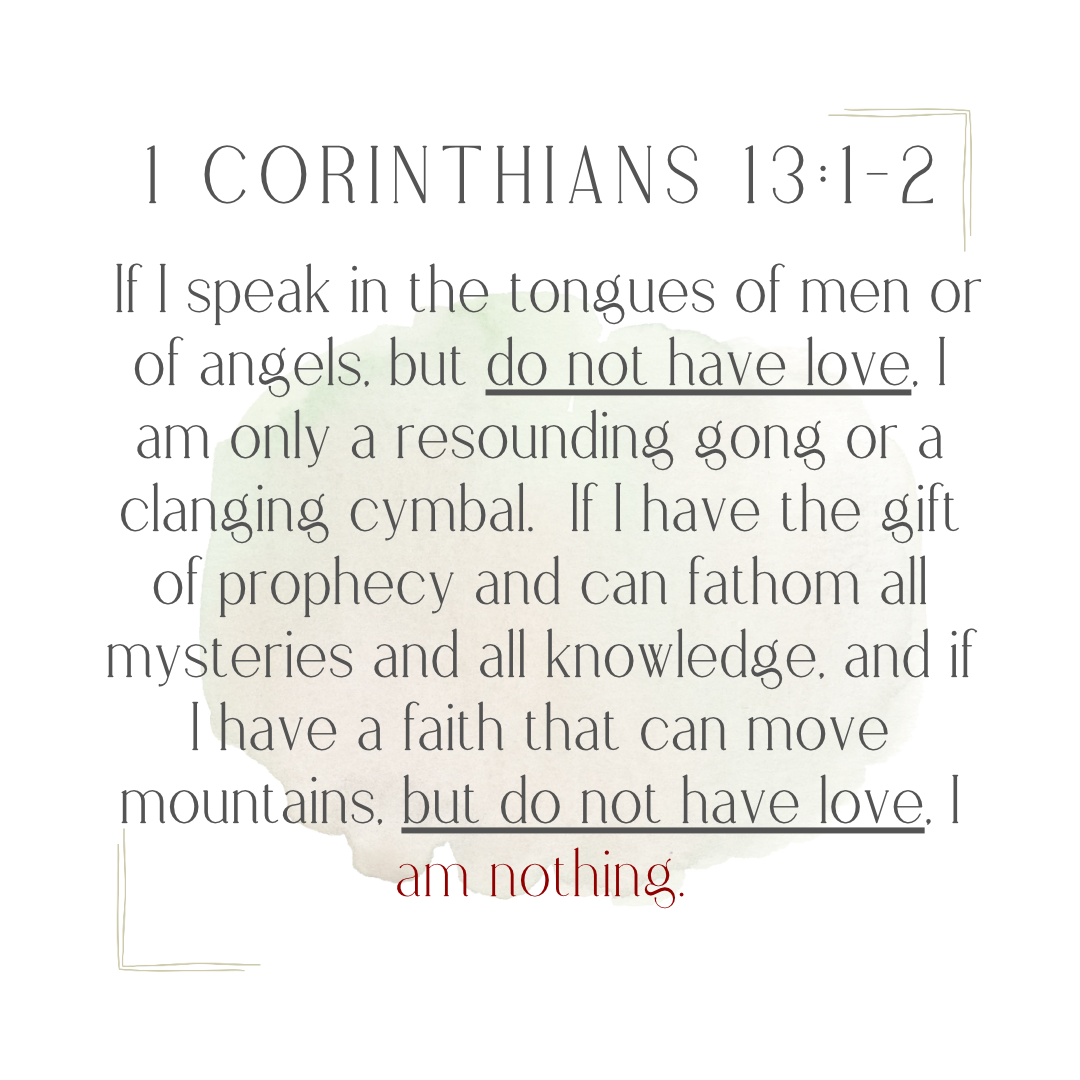 1 CORINTHIANS 13:1-2
If I speak in the tongues of men or
of angels, but do not have love, I
am only a resounding gong or a
clanging cymbal.  If I have the gift
of prophecy and can fathom all
mysteries and all knowledge, and if
I have a faith that can move
mountains, but do not have love, I
am nothing.